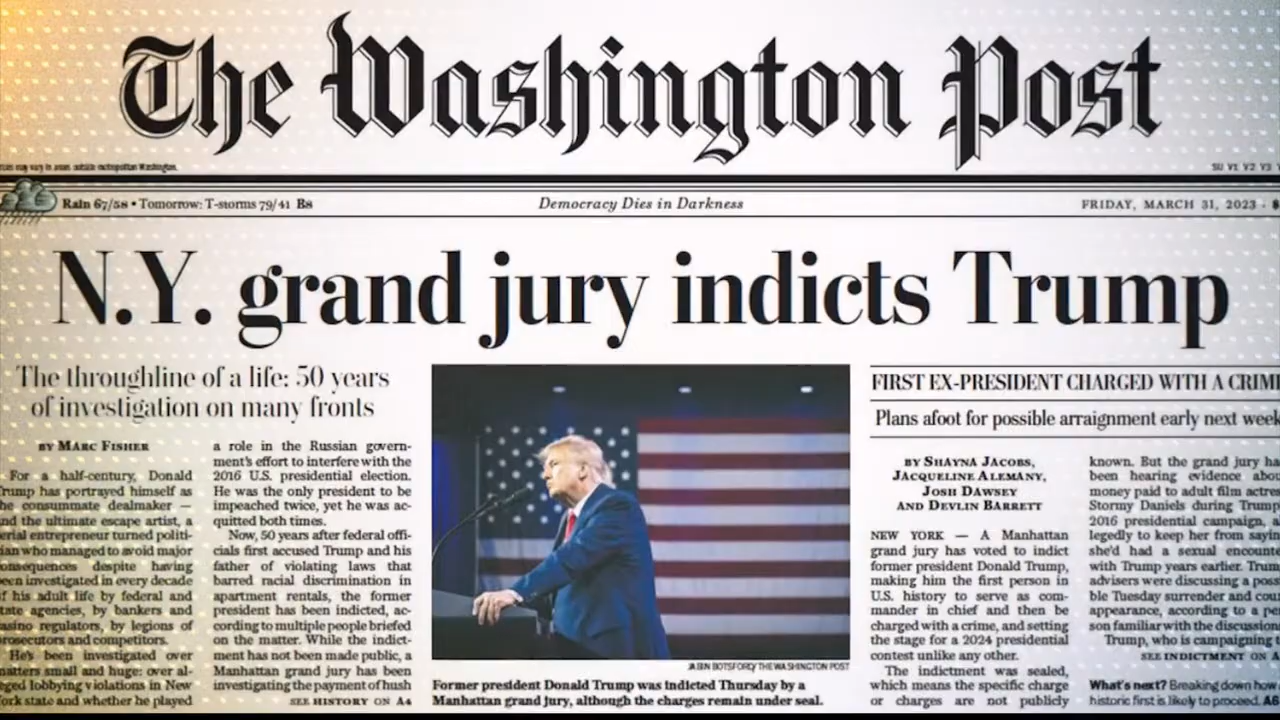 The Washington Post
may vary in areas outside metropolitan Washington.
SU V1 V2 V3
Rain 67/58 • Tomorrow: T-storms 79/41 B8
Democracy Dies in Darkness
FRIDAY, MARCH 31, 2023
N.Y. grand jury indicts Trump
The throughline of a life: 50 years
of investigation on many fronts
BY MARC FISHER
For a half-century, Donald
Trump has portrayed himself as
the consummate dealmaker —
and the ultimate escape artist, a
serial entrepreneur turned politi-
ian who managed to avoid major
consequences despite having
been investigated in every decade
of his adult life by federal and
state agencies, by bankers and
casino regulators, by legions of
prosecutors and competitors.
He's been investigated over
matters small and huge: over al-
leged lobbying violations in New
York state and whether he played
a role in the Russian govern-
ment's effort to interfere with the
2016 U.S. presidential election.
He was the only president to be
impeached twice, yet he was ac-
quitted both times.
Now, 50 years after federal offi-
cials first accused Trump and his
father of violating laws that
barred racial discrimination in
apartment rentals, the former
president has been indicted, ac-
cording to multiple people briefed
on the matter. While the indict-
ment has not been made public, a
Manhattan grand jury has been
investigating the payment of hush
SEE HISTORY ON A4
JABIN BOTSFORD/THE WASHINGTON POST
Former president Donald Trump was indicted Thursday by a
Manhattan grand jury, although the charges remain under seal.
FIRST EX-PRESIDENT CHARGED WITH A CRIM
Plans afoot for possible arraignment early next week
BY SHAYNA JACOBS,
JACQUELINE ALEMANY,
JOSH DAWSEY
AND DEVLIN BARRETT
NEW YORK — A Manhattan
grand jury has voted to indict
former president Donald Trump,
making him the first person in
U.S. history to serve as com-
mander in chief and then be
charged with a crime, and setting
the stage for a 2024 presidential
contest unlike any other.
The indictment was sealed,
which means the specific charge
or charges are not publicly
known. But the grand jury ha
been hearing evidence abou
money paid to adult film actre
Stormy Daniels during Trump
2016 presidential campaign, a
legedly to keep her from sayin
she'd had a sexual encounte
with Trump years earlier. Trum
advisers were discussing a poss
ble Tuesday surrender and cou
appearance, according to a pe
son familiar with the discussion
Trump, who is campaigning f
SEE INDICTMENT ON A
What's next? Breaking down how
historic first is likely to proceed. A6